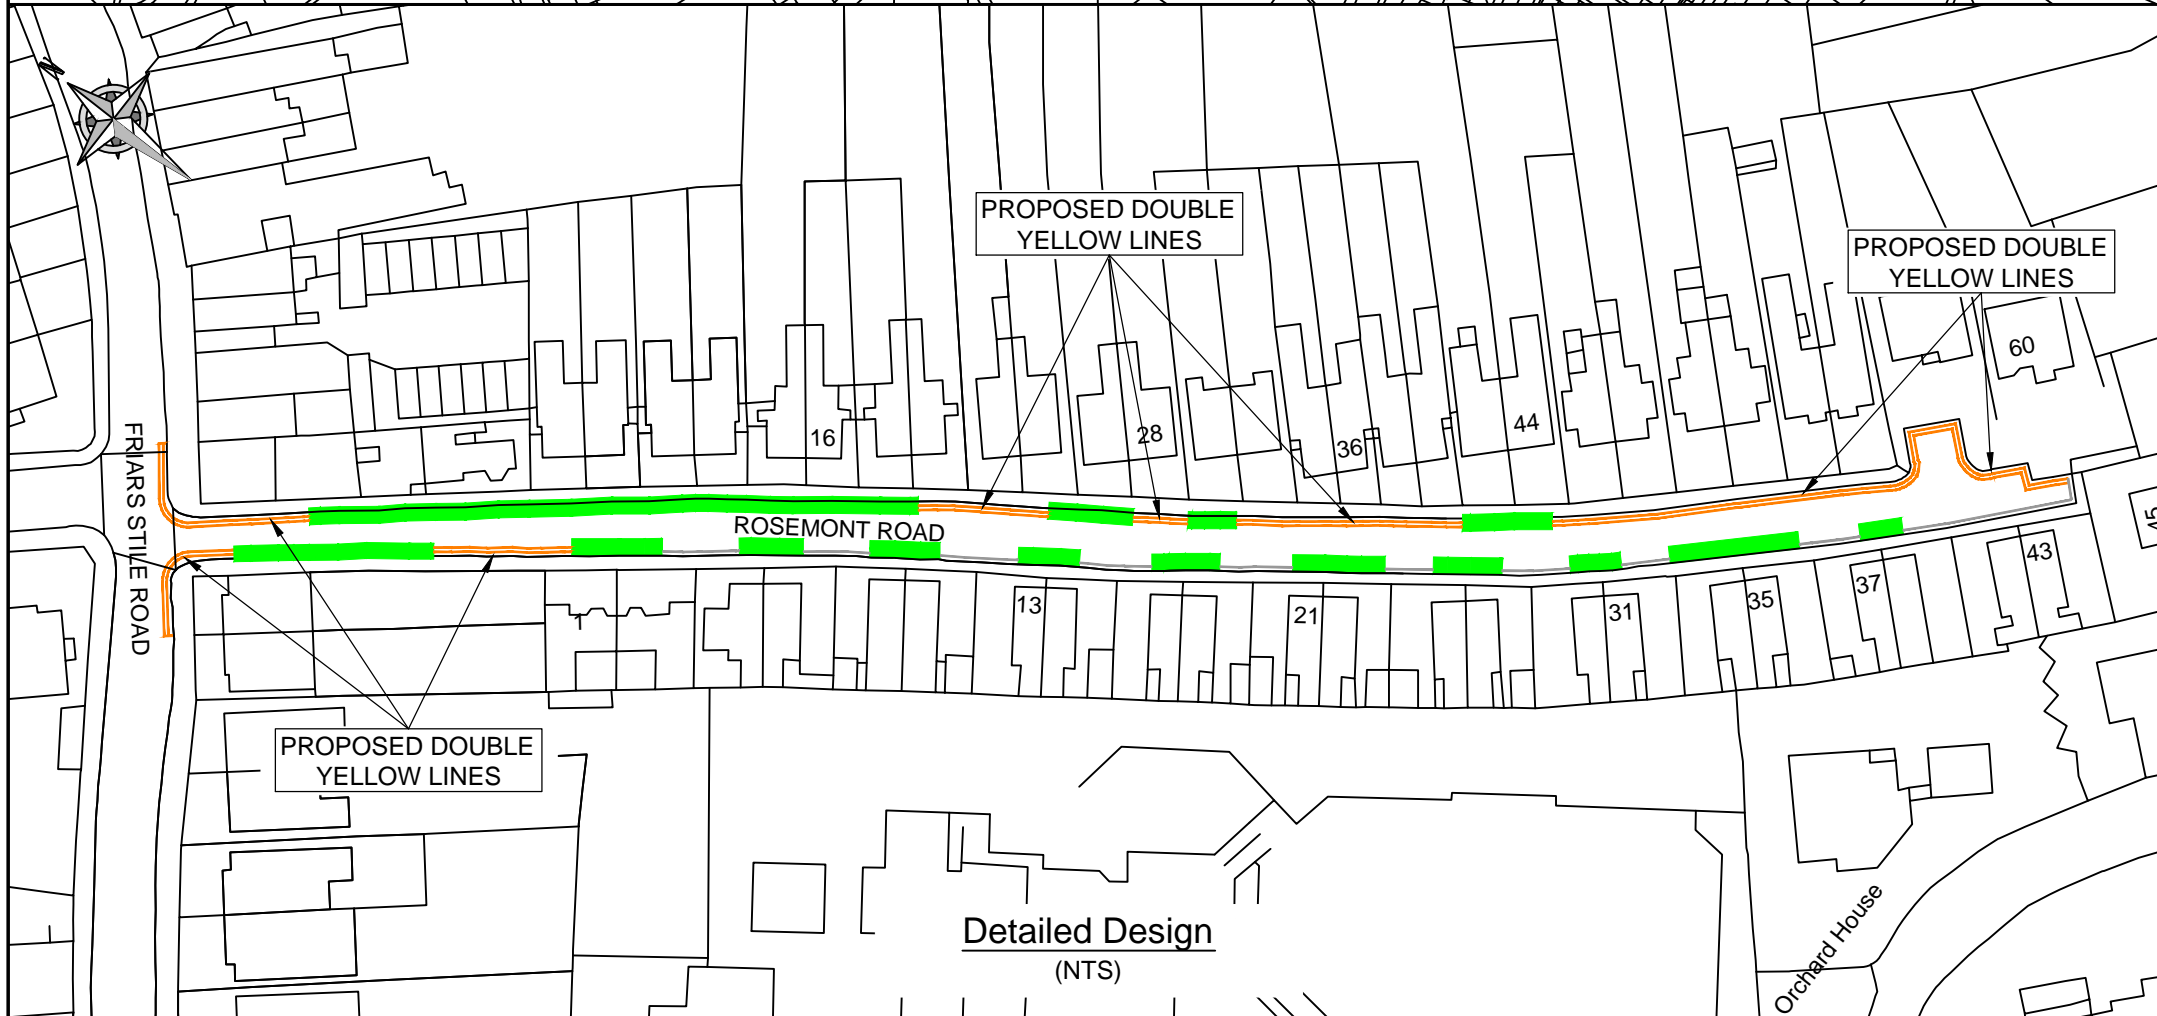 N
PROPOSED DOUBLE
YELLOW LINES
PROPOSED DOUBLE
YELLOW LINES
60
16
28
36
44
FRIARS STILE ROAD
ROSEMONT ROAD
45
43
1
13
21
31
35
37
PROPOSED DOUBLE
YELLOW LINES
Detailed Design
(NTS)
Orchard House